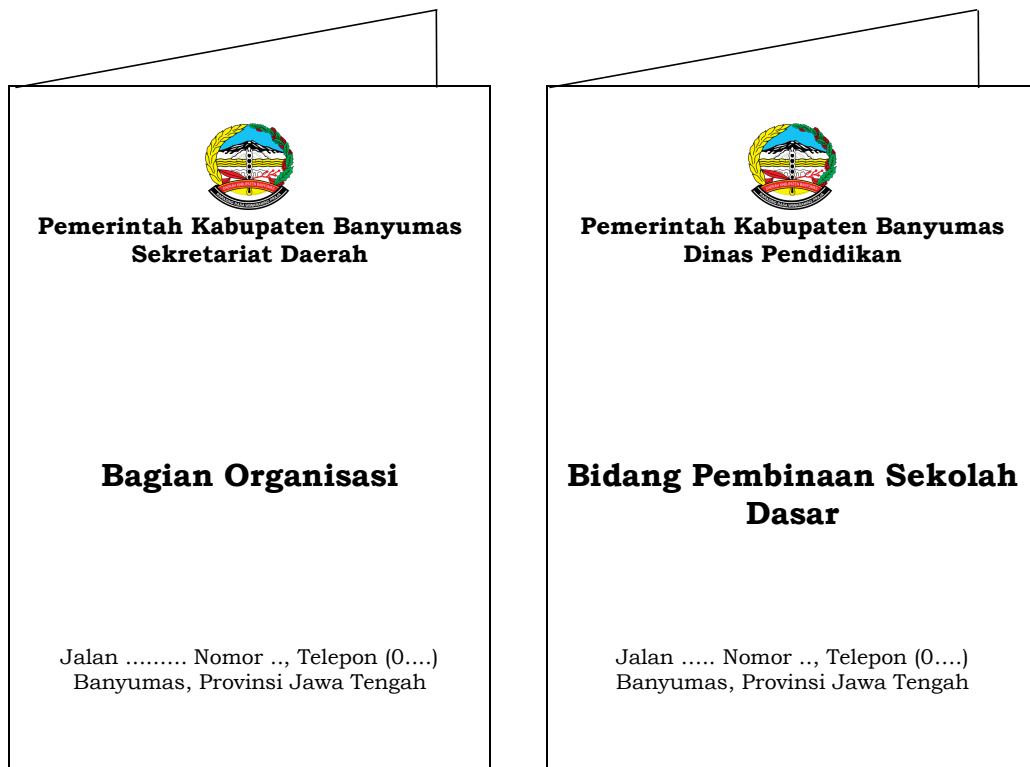 Pemerintah Kabupaten Banyumas
Sekretariat Daerah
Bagian Organisasi
Jalan ......... Nomor .., Telepon (0....)
Banyumas, Provinsi Jawa Tengah
Pemerintah Kabupaten Banyumas
Dinas Pendidikan
Bidang Pembinaan Sekolah
Dasar
Jalan ..... Nomor .., Telepon (0....)
Banyumas, Provinsi Jawa Tengah